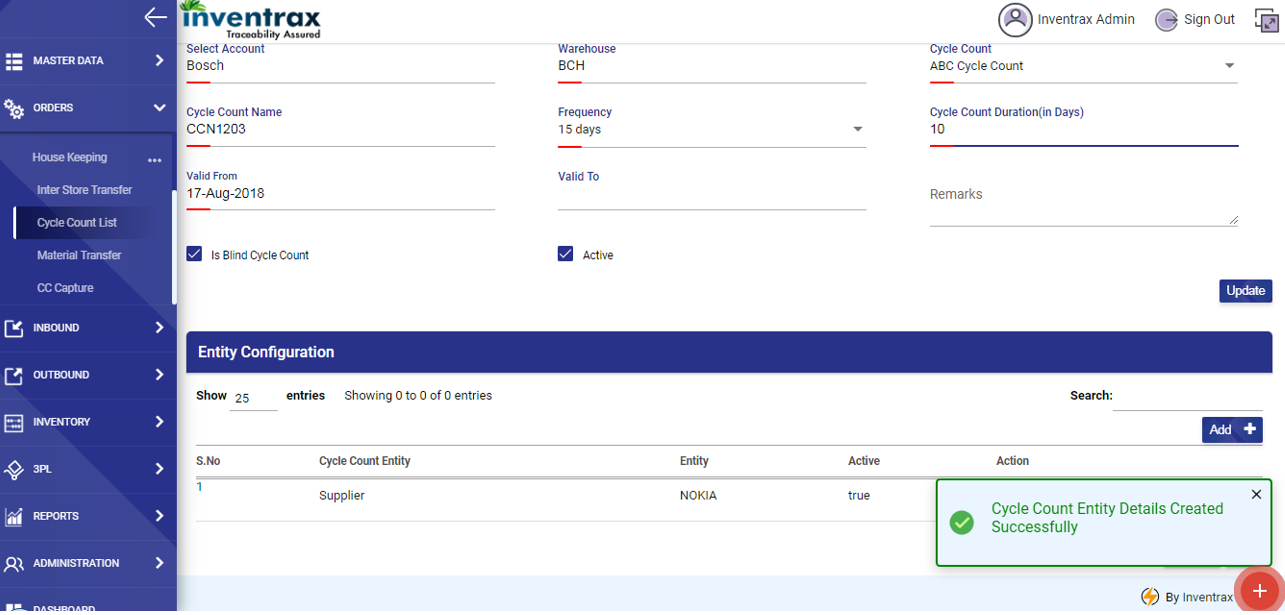 inventrax
Traceability Assured
Inventrax Admin
Sign Out
MASTER DATA
ORDERS
House Keeping
Inter Store Transfer
Cycle Count List
Material Transfer
CC Capture
INBOUND
OUTBOUND
INVENTORY
3PL
REPORTS
ADMINISTRATION
DASHBOARD
Select Account Warehouse Cycle Count
Bosch BCH ABC Cycle Count
Cycle Count Name Frequency Cycle Count Duration(in Days)
CCN1203 15 days 10
Valid From Valid To
17-Aug-2018 Remarks
Is Blind Cycle Count Active
Update
Entity Configuration
Show 25 entries Showing 0 to 0 of 0 entries Search:
Add +
S.No Cycle Count Entity Entity Active Action
1 Supplier NOKIA true
Cycle Count Entity Details Created
Successfully
By Inventrax